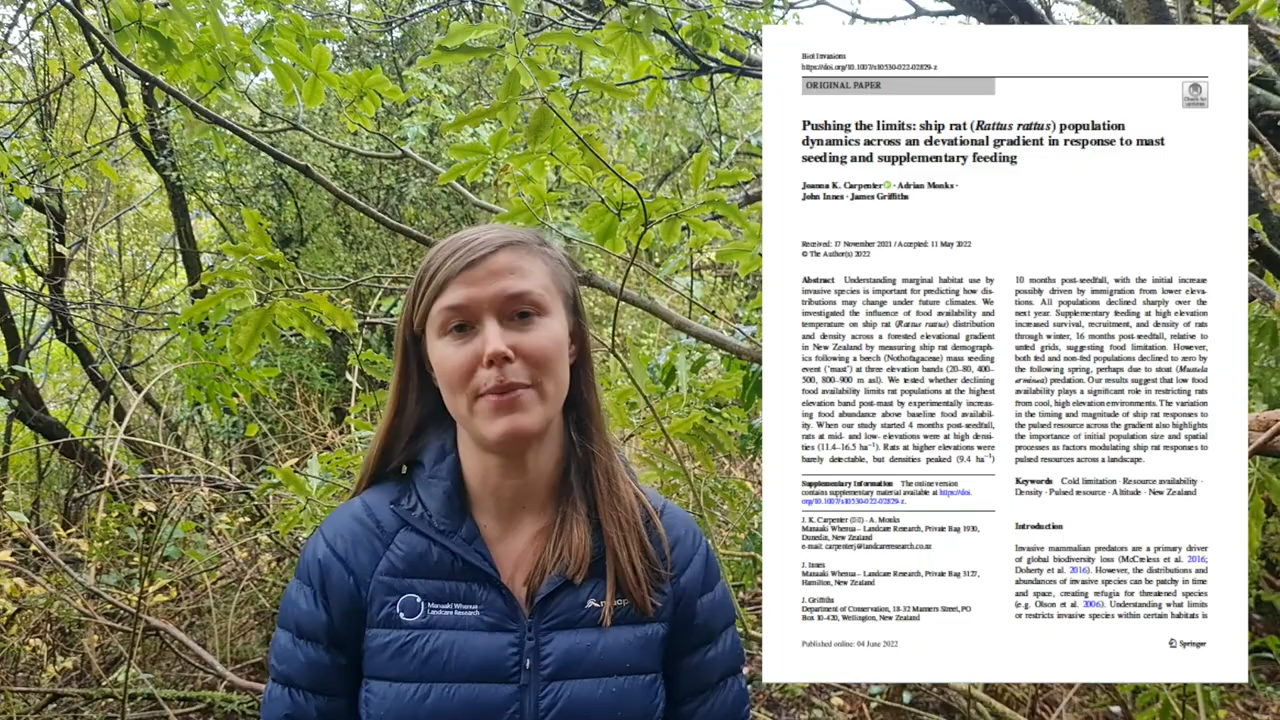 Biol Invasions
https://doi.org/10.1007/s10530-022-02829-z
ORIGINAL PAPER
Check for
updates
Pushing the limits: ship rat (Rattus rattus) population
dynamics across an elevational gradient in response to mast
seeding and supplementary feeding
Joanna K. Carpenter · Adrian Monks ·
John Innes · James Griffiths
Received: 17 November 2021 / Accepted: 11 May 2022
© The Author(s) 2022
Abstract Understanding marginal habitat use by
invasive species is important for predicting how dis-
tributions may change under future climates. We
investigated the influence of food availability and
temperature on ship rat (Rattus rattus) distribution
and density across a forested elevational gradient
in New Zealand by measuring ship rat demograph-
ics following a beech (Nothofagaceae) mass seeding
event ('mast') at three elevation bands (20–80, 400–
500, 800–900 m asl). We tested whether declining
food availability limits rat populations at the highest
elevation band post-mast by experimentally increas-
ing food abundance above baseline food availabil-
ity. When our study started 4 months post-seedfall,
rats at mid- and low- elevations were at high densi-
ties (11.4–16.5 ha⁻¹). Rats at higher elevations were
barely detectable, but densities peaked (9.4 ha⁻¹)
10 months post-seedfall, with the initial increase
possibly driven by immigration from lower eleva-
tions. All populations declined sharply over the
next year. Supplementary feeding at high elevation
increased survival, recruitment, and density of rats
through winter, 16 months post-seedfall, relative to
unfed grids, suggesting food limitation. However,
both fed and non-fed populations declined to zero by
the following spring, perhaps due to stoat (Mustela
erminea) predation. Our results suggest that low food
availability plays a significant role in restricting rats
from cool, high elevation environments. The variation
in the timing and magnitude of ship rat responses to
the pulsed resource across the gradient also highlights
the importance of initial population size and spatial
processes as factors modulating ship rat responses to
pulsed resources across a landscape.
Keywords Cold limitation · Resource availability ·
Density · Pulsed resource · Altitude · New Zealand
Supplementary Information The online version
contains supplementary material available at https://doi.
org/10.1007/s10530-022-02829-z.
J. K. Carpenter (✉) · A. Monks
Manaaki Whenua – Landcare Research, Private Bag 1930,
Dunedin, New Zealand
e-mail: carpenterj@landcareresearch.co.nz
J. Innes
Manaaki Whenua – Landcare Research, Private Bag 3127,
Hamilton, New Zealand
J. Griffiths
Department of Conservation, 18-32 Manners Street, PO
Box 10-420, Wellington, New Zealand
Introduction
Invasive mammalian predators are a primary driver
of global biodiversity loss (McCreless et al. 2016;
Doherty et al. 2016). However, the distributions and
abundances of invasive species can be patchy in time
and space, creating refugia for threatened species
(e.g. Olson et al. 2006). Understanding what limits
or restricts invasive species within certain habitats is
Published online: 04 June 2022
Springer
Manaaki Whenua
Landcare Research